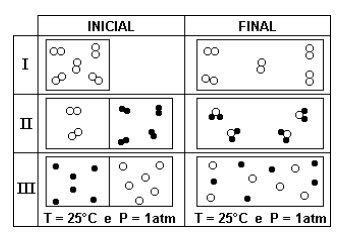 INICIAL FINAL
I
II
III
T = 25°C e P = 1atm T = 25°C e P = 1atm